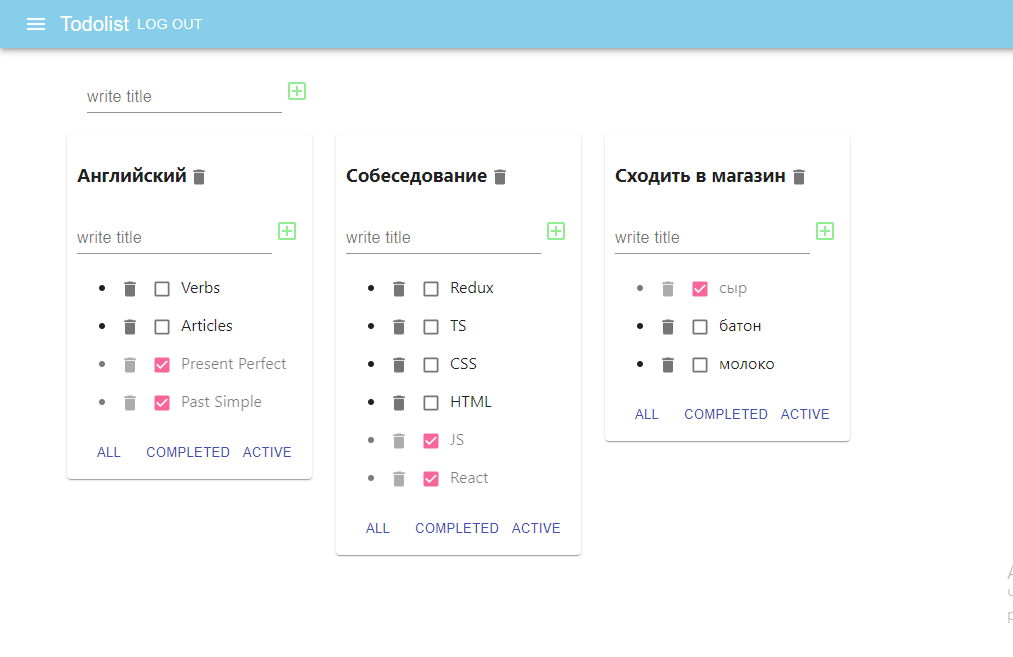 Todolist LOG OUT
write title
Английский
write title
Verbs
Articles
Present Perfect
Past Simple
ALL COMPLETED ACTIVE
Собеседование
write title
Redux
TS
CSS
HTML
JS
React
ALL COMPLETED ACTIVE
Сходить в магазин
write title
сыр
батон
молоко
ALL COMPLETED ACTIVE